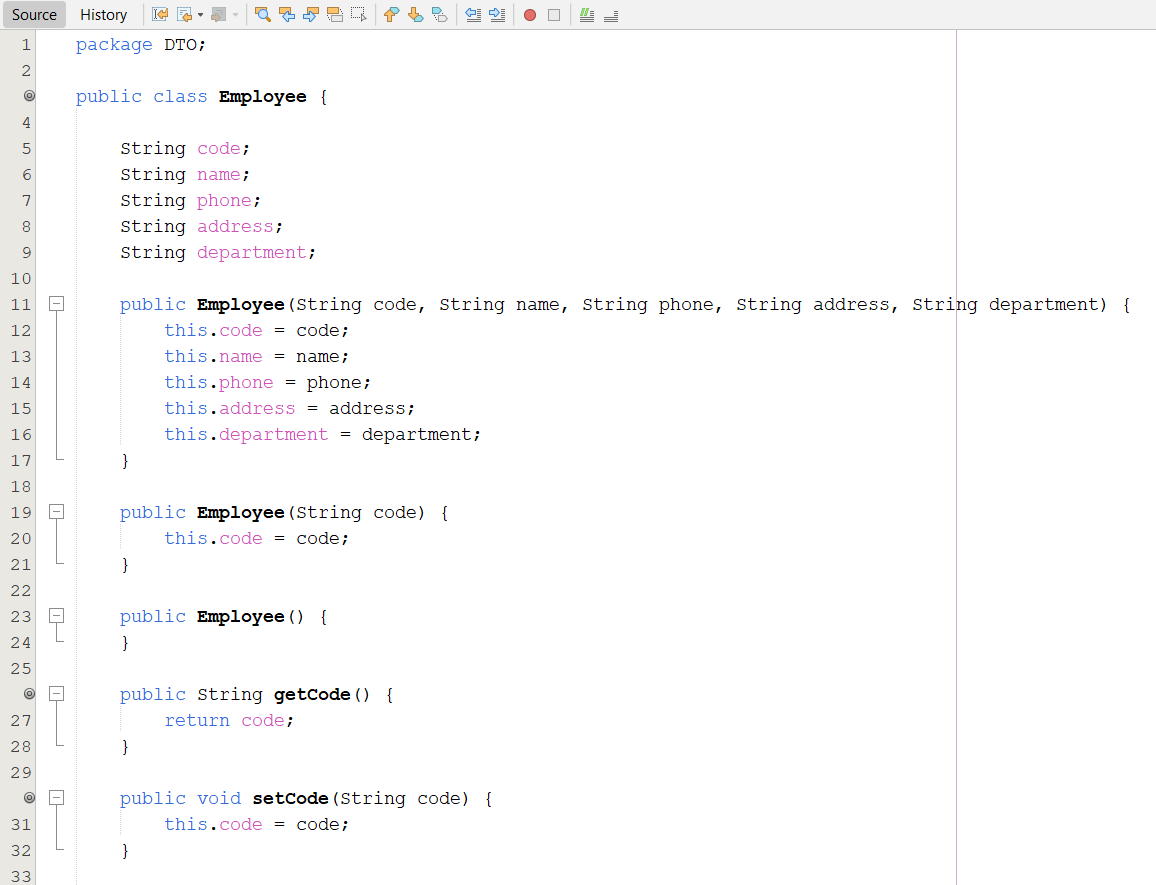 Source History
1 package DTO;
2
public class Employee {
4
5 String code;
6 String name;
7 String phone;
8 String address;
9 String department;
10
11 public Employee(String code, String name, String phone, String address, String department) {
12 this.code = code;
13 this.name = name;
14 this.phone = phone;
15 this.address = address;
16 this.department = department;
17 }
18
19 public Employee(String code) {
20 this.code = code;
21 }
22
23 public Employee() {
24 }
25
public String getCode() {
27 return code;
28 }
29
public void setCode(String code) {
31 this.code = code;
32 }
33